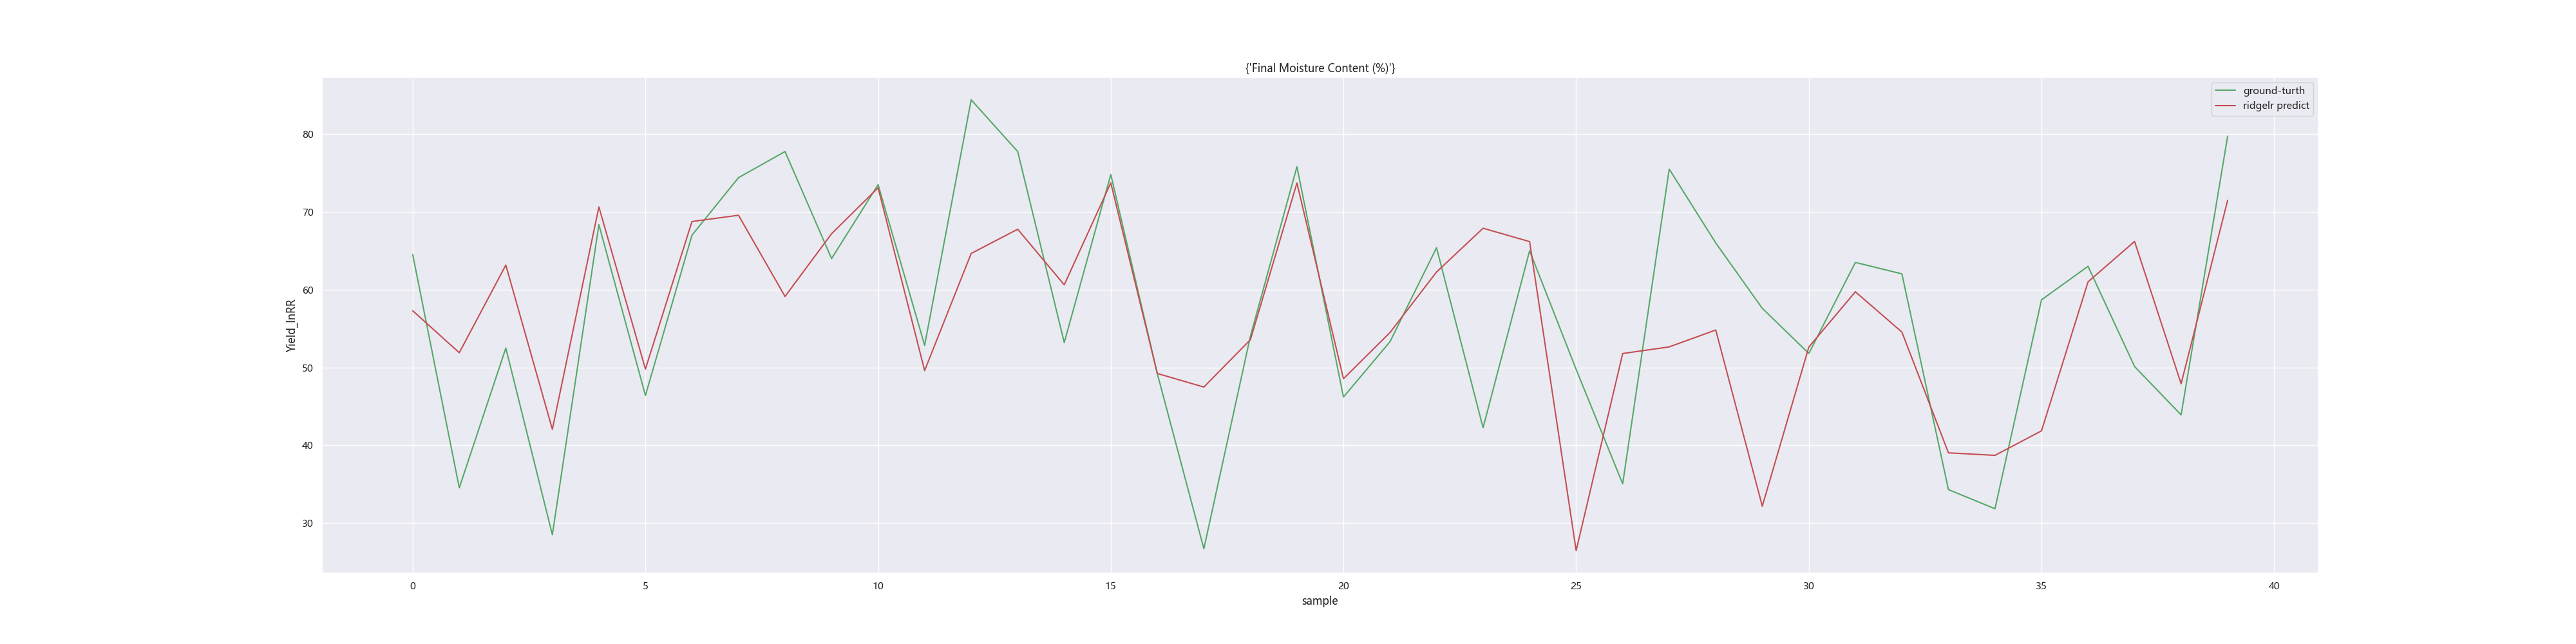 {'Final Moisture Content (%)'}
ground-turth
ridgelr predict
Yield_lnRR
80
70
60
50
40
30
0 5 10 15 20 25 30 35 40
sample